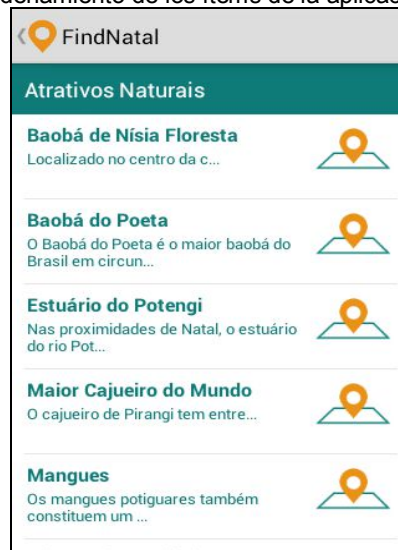 FindNatal
Atrativos Naturais
Baobá de Nísia Floresta
Localizado no centro da c...
Baobá do Poeta
O Baobá do Poeta é o maior baobá do
Brasil em circun...
Estuário do Potengi
Nas proximidades de Natal, o estuário
do rio Pot...
Maior Cajueiro do Mundo
O cajueiro de Pirangi tem entre...
Mangues
Os mangues potiguares também
constituem um ...